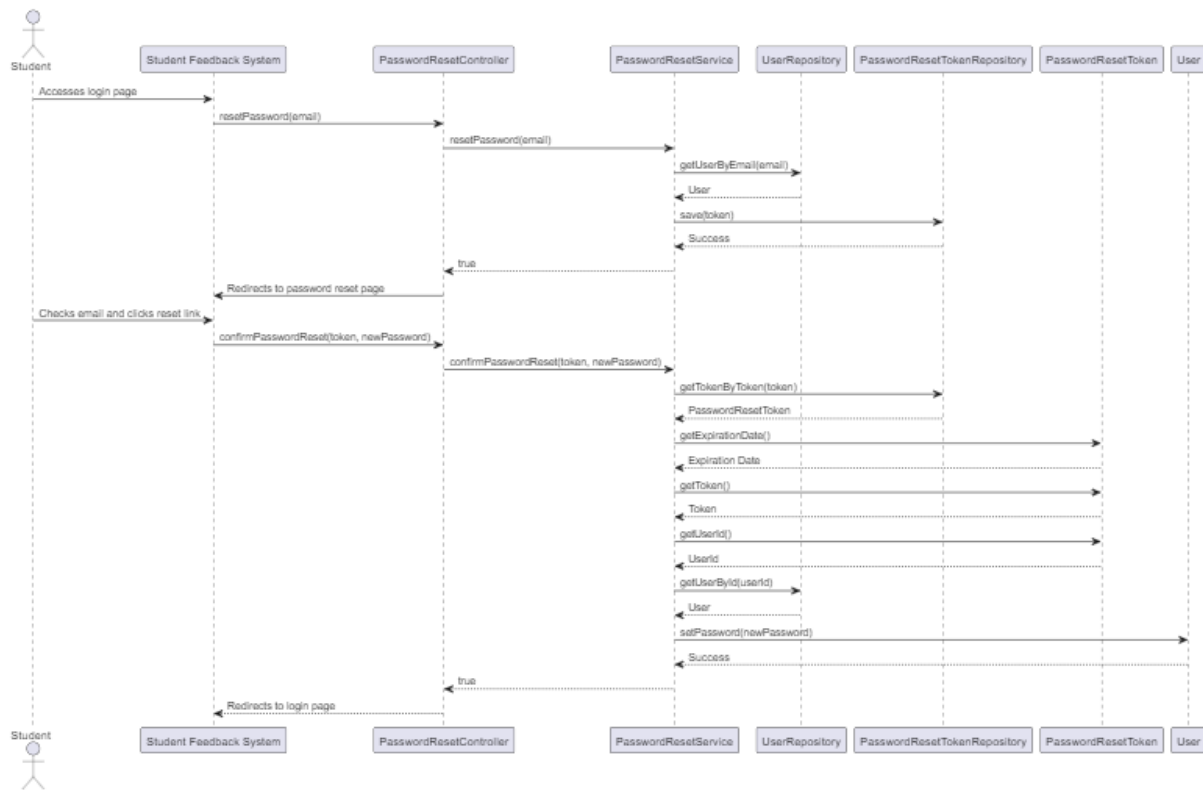 Student
Student Feedback System
PasswordResetController
PasswordResetService
UserRepository
PasswordResetTokenRepository
PasswordResetToken
User
Accesses login page
resetPassword(email)
resetPassword(email)
getUserByEmail(email)
User
save(token)
Success
true
Redirects to password reset page
Checks email and clicks reset link
confirmPasswordReset(token, newPassword)
confirmPasswordReset(token, newPassword)
getTokenByToken(token)
PasswordResetToken
getExpirationDate()
Expiration Date
getToken()
Token
getUserId()
UserId
getUserById(userId)
User
setPassword(newPassword)
Success
true
Redirects to login page
Student
Student Feedback System
PasswordResetController
PasswordResetService
UserRepository
PasswordResetTokenRepository
PasswordResetToken
User